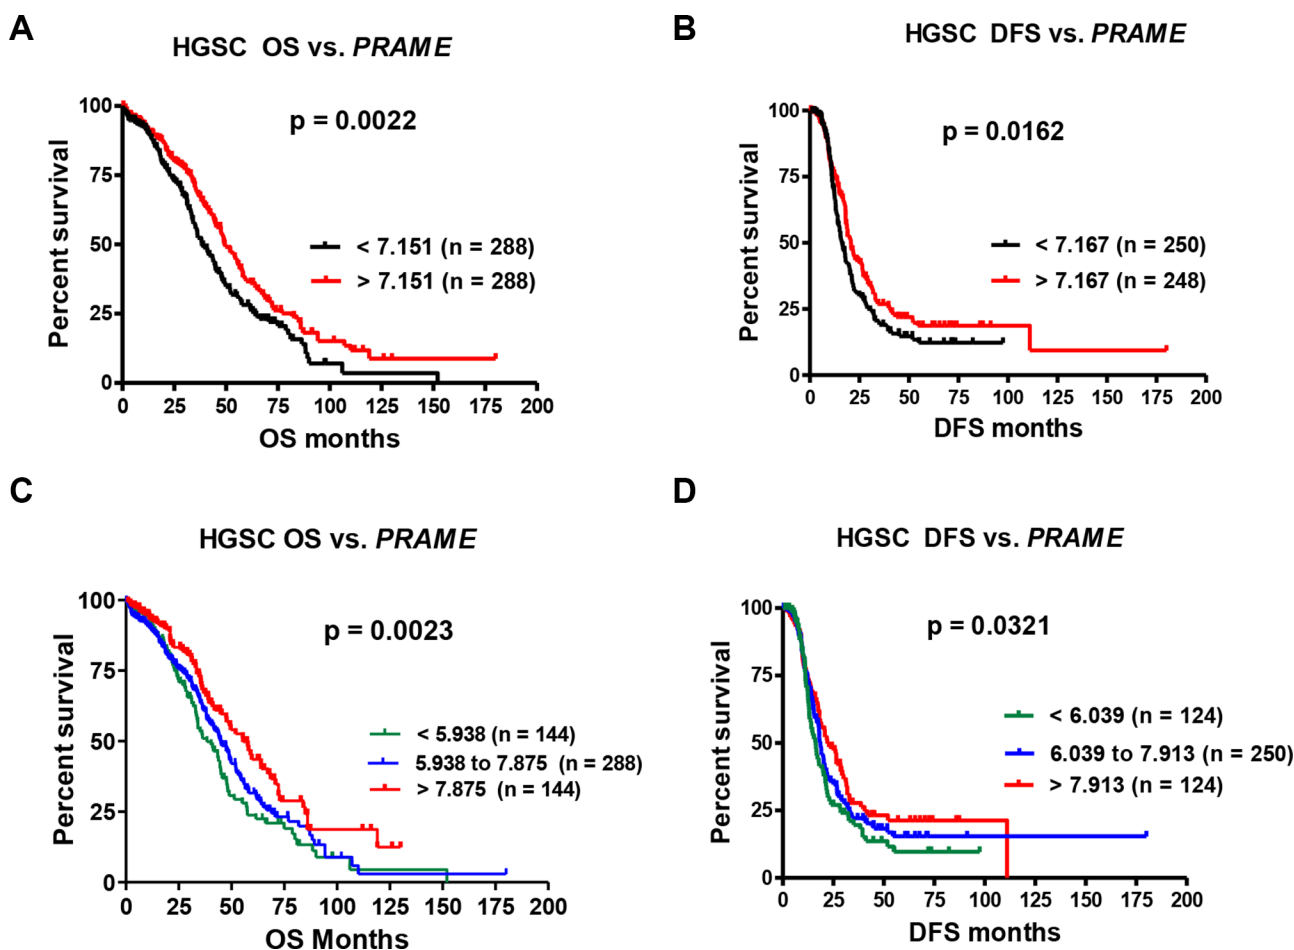 A
HGSC OS vs. PRAME
p = 0.0022
100
75
50
25
0
Percent survival
< 7.151 (n = 288)
> 7.151 (n = 288)
0 25 50 75 100 125 150 175 200
OS months
B
HGSC DFS vs. PRAME
p = 0.0162
100
75
50
25
0
Percent survival
< 7.167 (n = 250)
> 7.167 (n = 248)
0 25 50 75 100 125 150 175 200
DFS months
C
HGSC OS vs. PRAME
p = 0.0023
100
75
50
25
0
Percent survival
< 5.938 (n = 144)
5.938 to 7.875 (n = 288)
> 7.875 (n = 144)
0 25 50 75 100 125 150 175 200
OS Months
D
HGSC DFS vs. PRAME
p = 0.0321
100
75
50
25
0
Percent survival
< 6.039 (n = 124)
6.039 to 7.913 (n = 250)
> 7.913 (n = 124)
0 25 50 75 100 125 150 175 200
DFS months